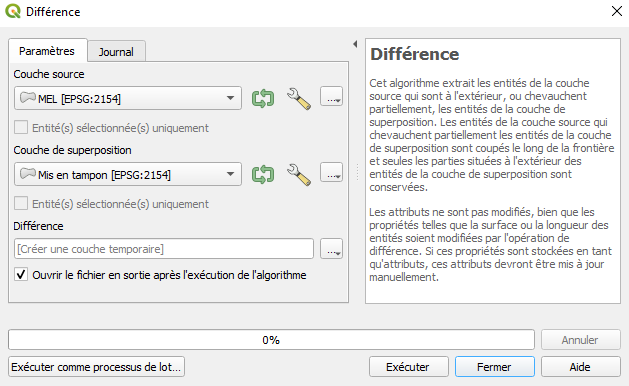 Différence
Paramètres
Journal
Couche source
MEL [EPSG:2154]
...
Entité(s) sélectionnée(s) uniquement
Couche de superposition
Mis en tampon [EPSG:2154]
...
Entité(s) sélectionnée(s) uniquement
Différence
[Créer une couche temporaire]
...
Ouvrir le fichier en sortie après l'exécution de l'algorithme
Différence
Cet algorithme extrait les entités de la couche
source qui sont à l'extérieur, ou chevauchent
partiellement, les entités de la couche de
superposition. Les entités de la couche source qui
chevauchent partiellement les entités de la couche
de superposition sont coupés le long de la frontière
et seules les parties situées à l'extérieur des
entités de la couche de superposition sont
conservées.
Les attributs ne sont pas modifiés, bien que les
propriétés telles que la surface ou la longueur des
entités soient modifiées par l'opération de
différence. Si ces propriétés sont stockées en tant
qu'attributs, ces attributs devront être mis à jour
manuellement.
0%
Annuler
Exécuter comme processus de lot...
Exécuter
Fermer
Aide